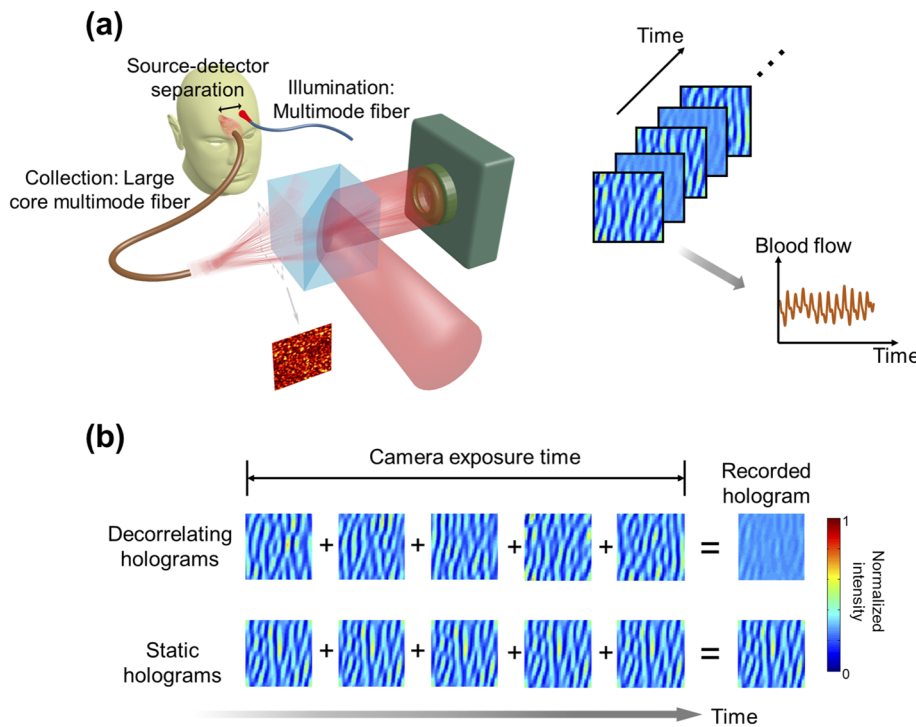 (a)
Source-detector
separation
Illumination:
Multimode fiber
Collection: Large
core multimode fiber
Time
Blood flow
Time
(b)
Camera exposure time
Recorded
hologram
Decorrelating
holograms
+ + + + =
Static
holograms
+ + + + =
1
Normalized
intensity
0
Time